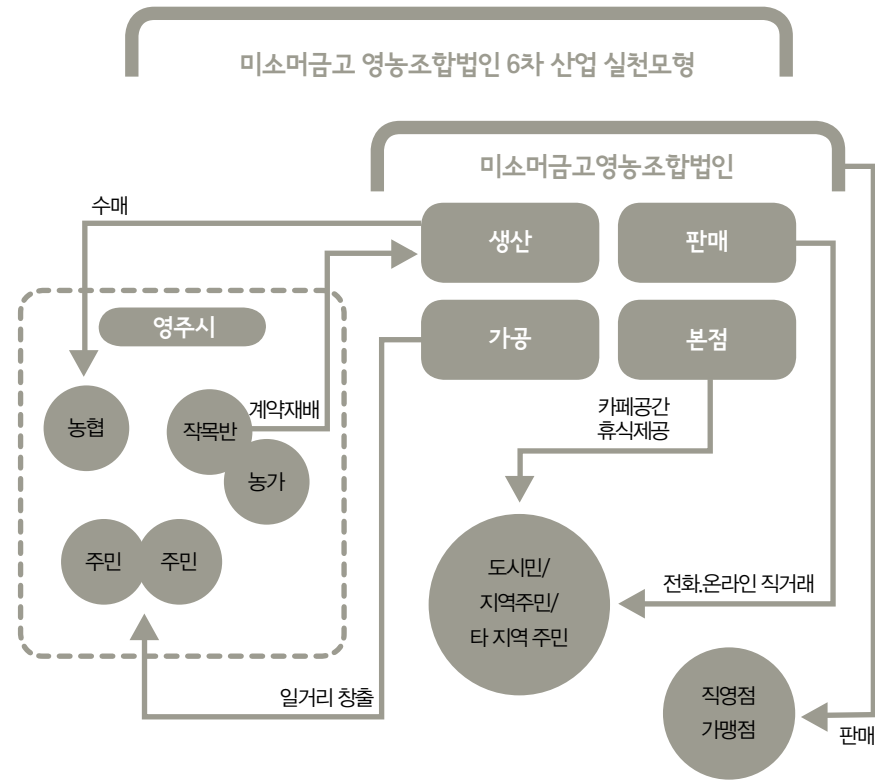 미소머금고 영농조합법인 6차 산업 실천모형
미소머금고영농조합법인
수매
생산
판매
영주시
가공
본점
농협
작목반
계약재배
농가
카페공간
휴식제공
주민
주민
도시민/
지역주민/
타 지역 주민
전화.온라인 직거래
일거리 창출
직영점
가맹점
판매